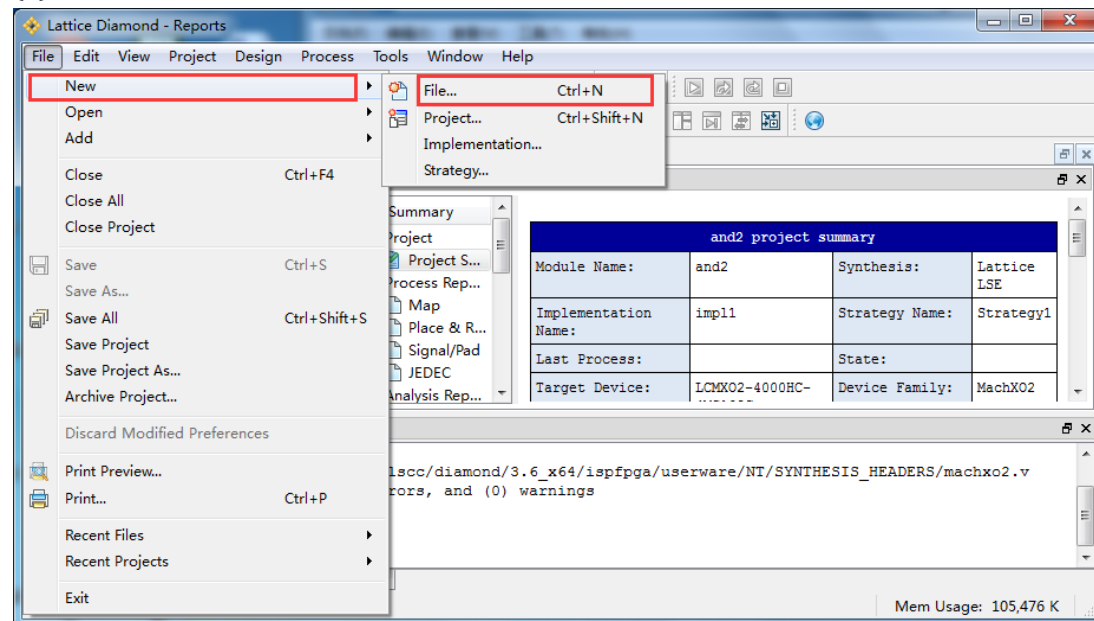 Lattice Diamond - Reports
File Edit View Project Design Process Tools Window Help
New
Open
Add
Close Ctrl+F4
Close All
Close Project
Save Ctrl+S
Save As...
Save All Ctrl+Shift+S
Save Project
Save Project As...
Archive Project...
Discard Modified Preferences
Print Preview...
Print... Ctrl+P
Recent Files
Recent Projects
Exit
File... Ctrl+N
Project... Ctrl+Shift+N
Implementation...
Strategy...
Summary
Project
Project S...
Process Rep...
Map
Place & R...
Signal/Pad
JEDEC
Analysis Rep...
and2 project summary
Module Name: and2 Synthesis: Lattice
LSE
Implementation impl1 Strategy Name: Strategy1
Name:
Last Process: State:
Target Device: LCMXO2-4000HC- Device Family: MachXO2
lscc/diamond/3.6_x64/ispfpga/userware/NT/SYNTHESIS_HEADERS/machxo2.v
rors, and (0) warnings
Mem Usage: 105,476 K